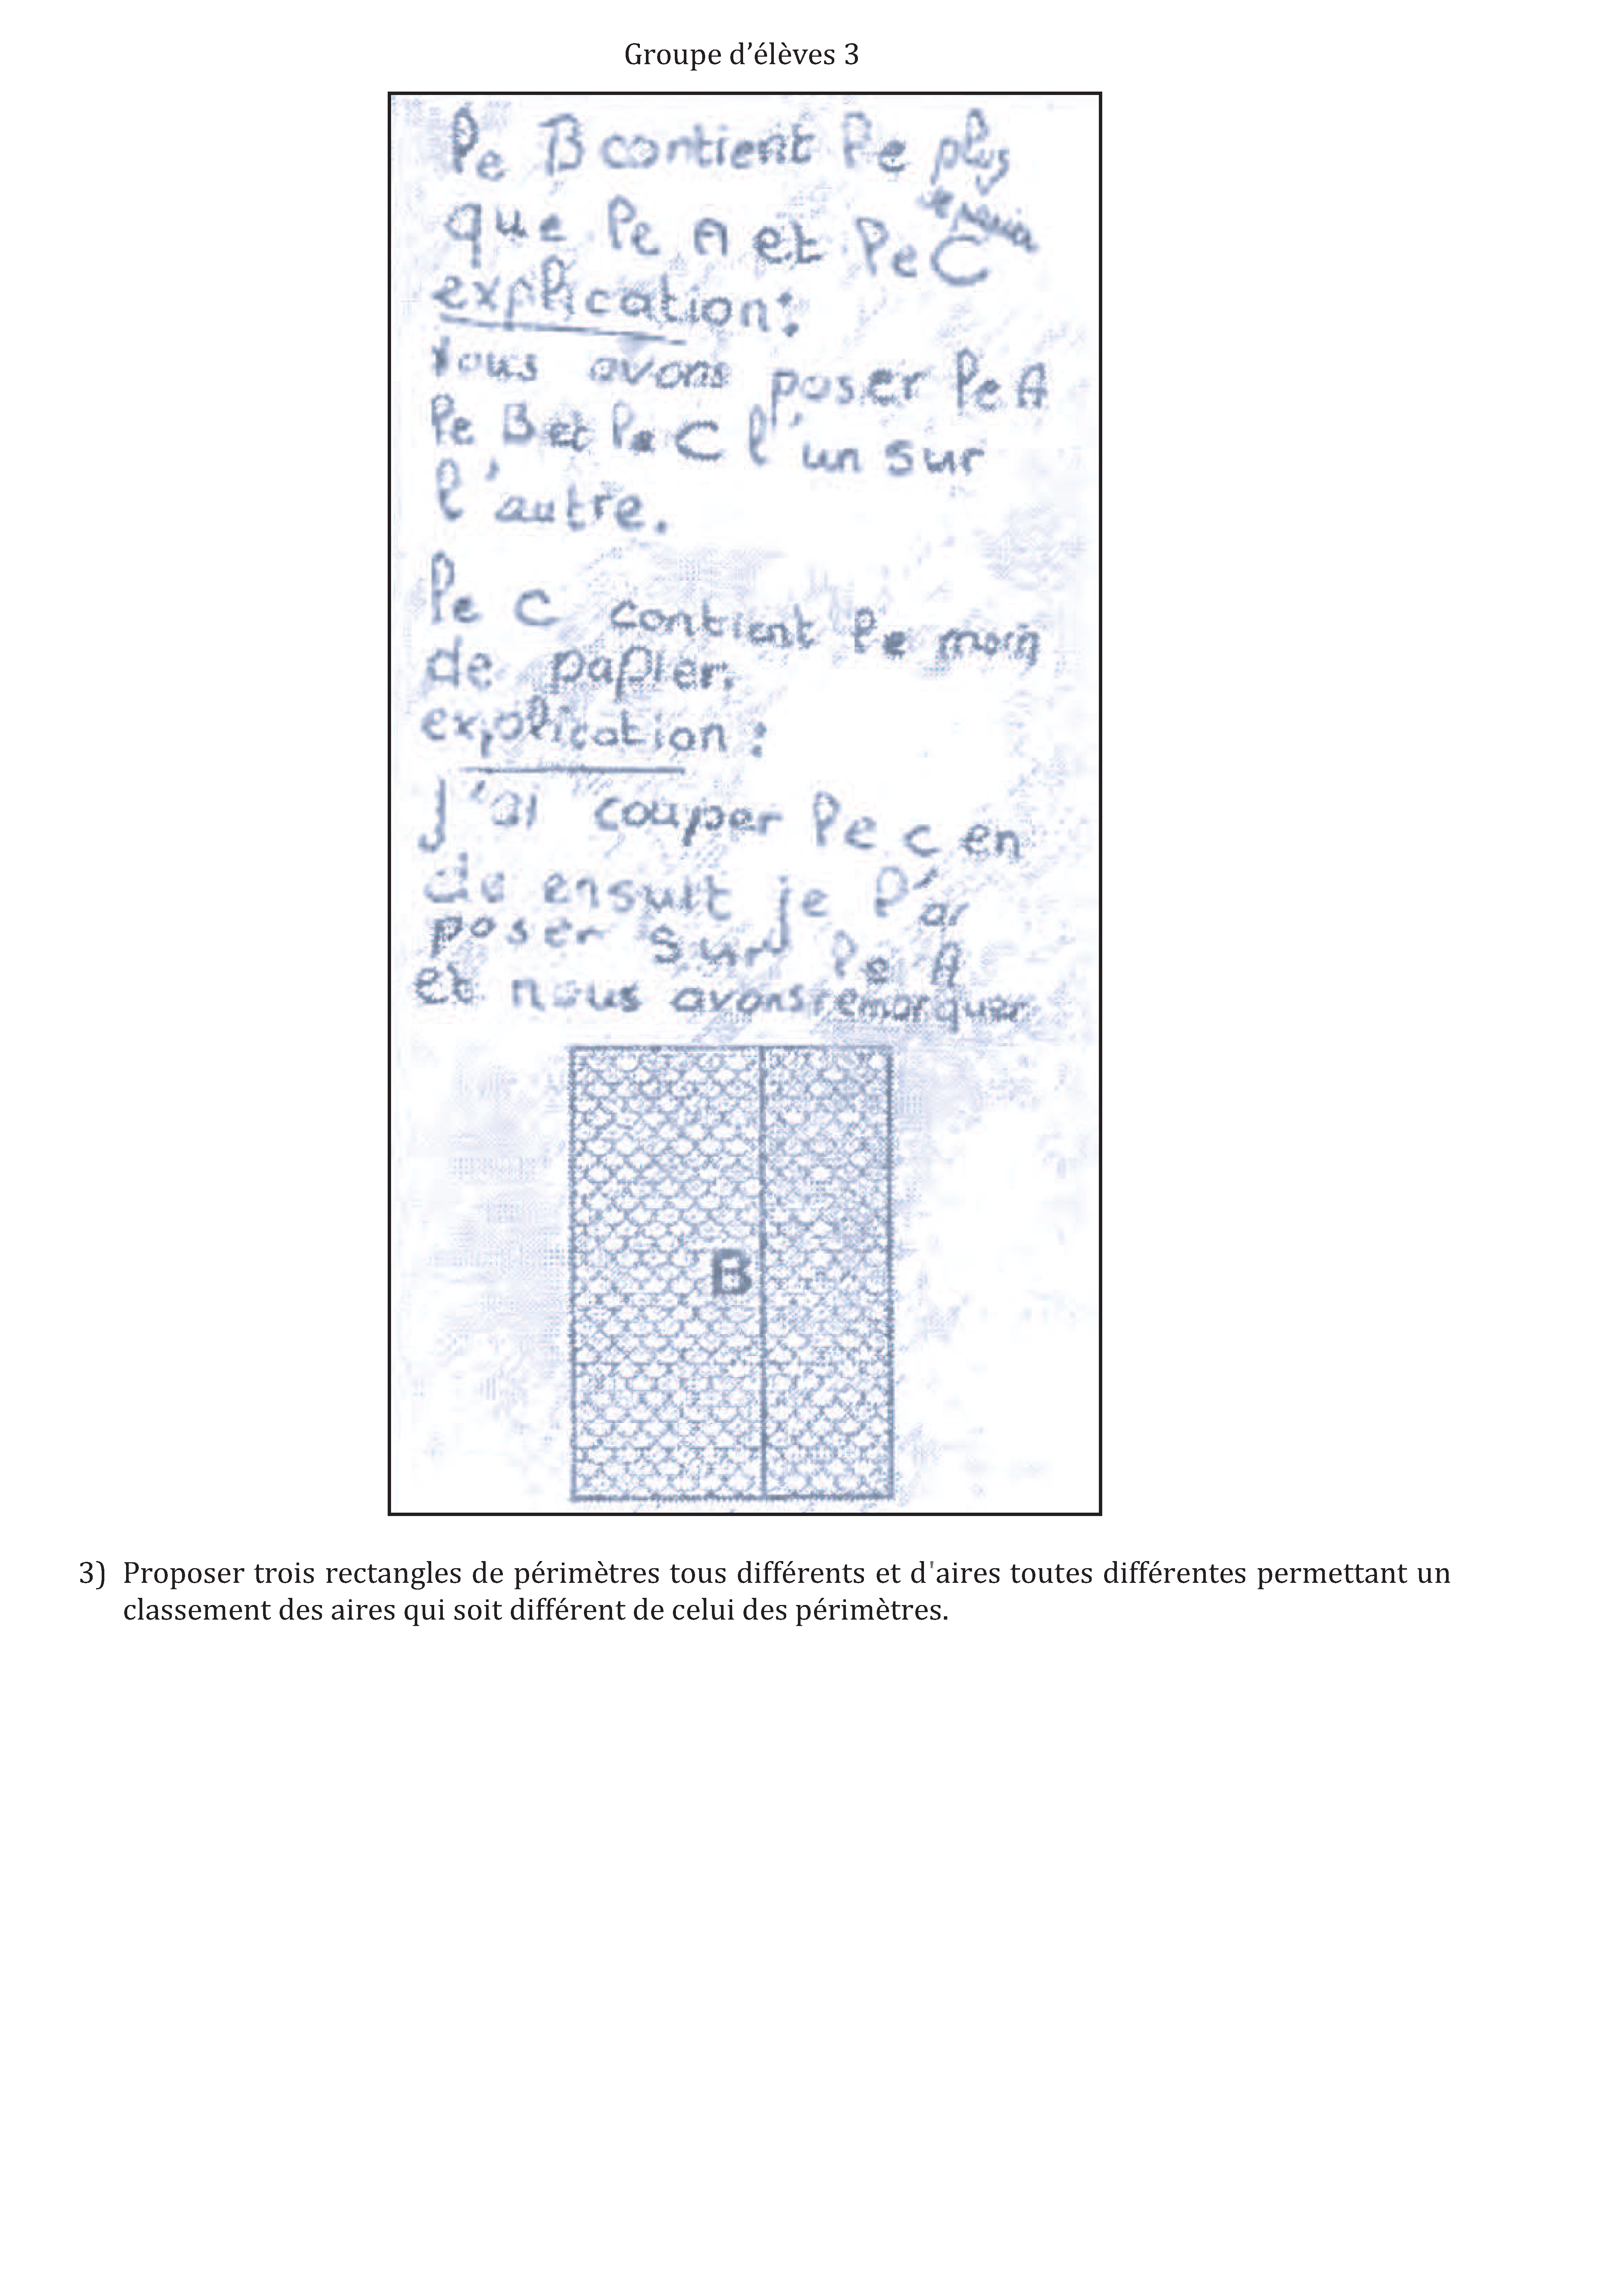 Groupe d’élèves 3
le B contient le plus
de papier
que le A et le C
explication :
nous avons poser le A
le B et le C l'un sur
l'autre.
le C contient le moin
de papier.
explication :
J'ai couper le c en
de ensuit je l'ai
poser sur le A
et nous avons remarquer
B
3) Proposer trois rectangles de périmètres tous différents et d'aires toutes différentes permettant un
classement des aires qui soit différent de celui des périmètres.